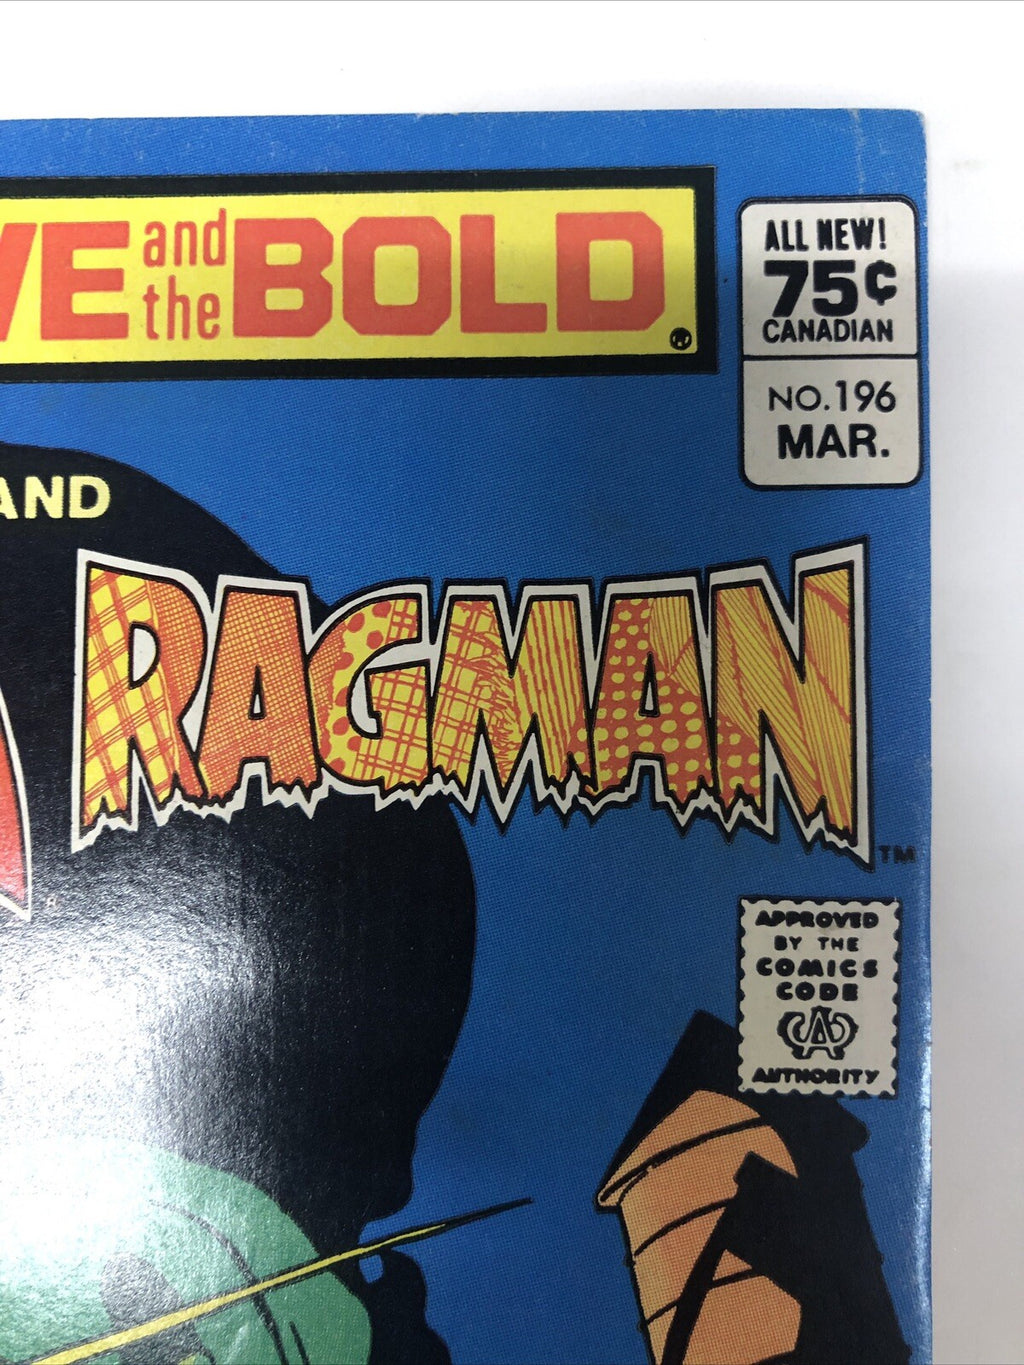 VE and the BOLD
®
ALL NEW!
75¢
CANADIAN
NO. 196
MAR.
AND
RAGMAN
TM
®
APPROVED
BY THE
COMICS
CODE
A
AUTHORITY